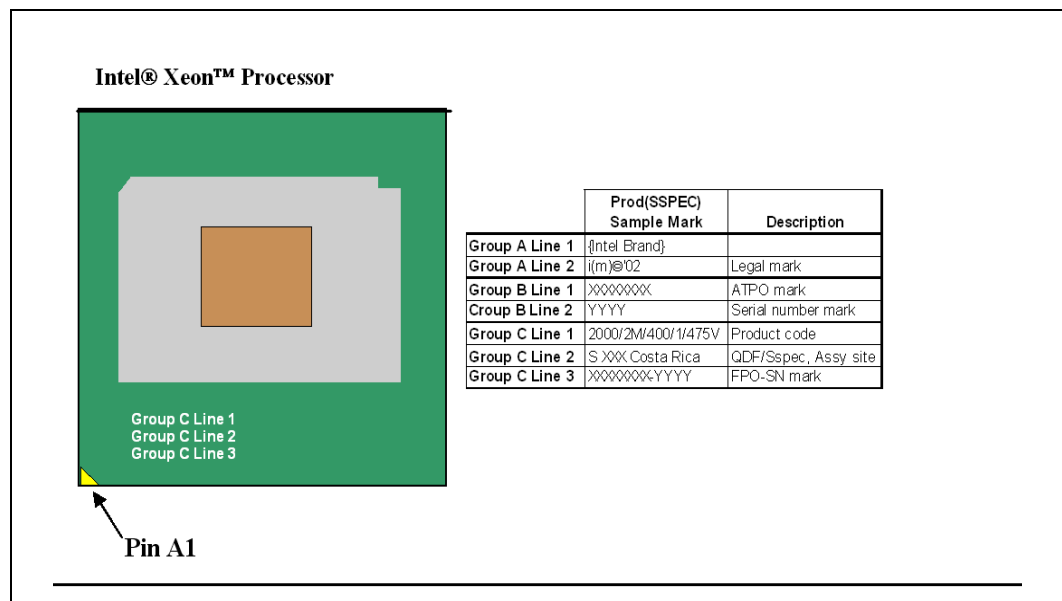 Intel® Xeon™ Processor
Prod(SSPEC)
Sample Mark
Description
Group A Line 1 {Intel Brand}
Group A Line 2 i(m)©'02 Legal mark
Group B Line 1 XXXXXXXX ATPO mark
Croup B Line 2 YYYY Serial number mark
Group C Line 1 2000/2M/400/1/475V Product code
Group C Line 2 S XXX Costa Rica QDF/Sspec, Assy site
Group C Line 3 XXXXXXXX-YYYY FPO-SN mark
Group C Line 1
Group C Line 2
Group C Line 3
Pin A1